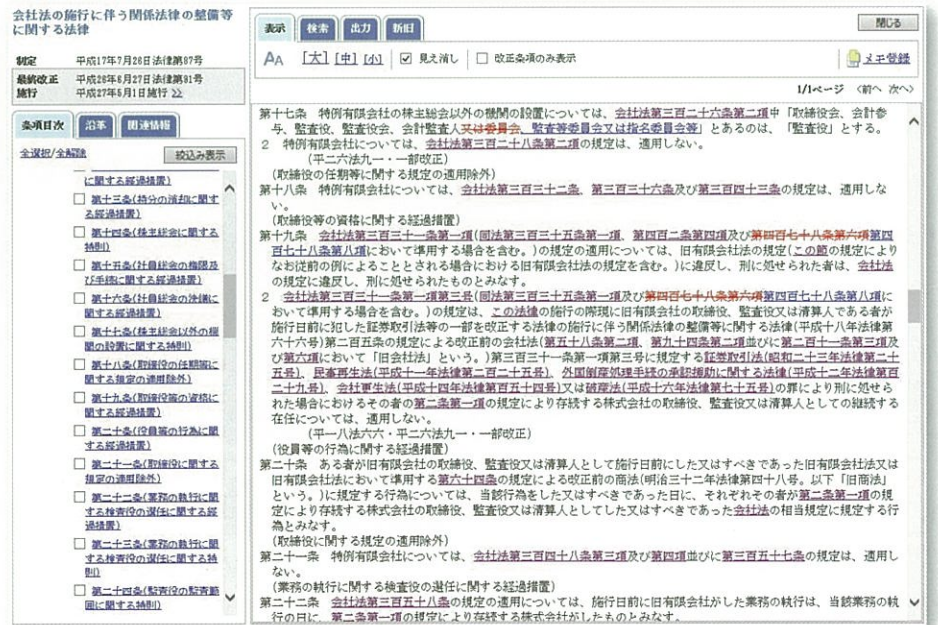 会社法の施行に伴う関係法律の整備等
に関する法律
制定 平成17年7月26日法律第87号
最終改正 平成26年6月27日法律第91号
施行 平成27年5月1日施行 >>
条項目次 沿革 関連情報
全選択/全解除 絞込み表示
に関する経過措置)
第十三条(持分の消却に関す
る経過措置)
第十四条(株主総会に関する
特則)
第十五条(社員総会の権限及
び手続に関する経過措置)
第十六条(社員総会の決議に
関する経過措置)
第十七条(株主総会以外の機
関の設置に関する特則)
第十八条(取締役の任期等に
関する規定の適用除外)
第十九条(取締役等の資格に
関する経過措置)
第二十条(役員等の行為に関
する経過措置)
第二十一条(取締役に関する
規定の適用除外)
第二十二条(業務の執行に関
する検査役の選任に関する経
過措置)
第二十三条(業務の執行に関
する検査役の選任に関する特
則)
第二十四条(監査役の監査範
囲に関する特則)
表示 検索 出力 新旧
閉じる
AA [大] [中] [小] 見え消し 改正条項のみ表示 メモ登録
1/1ページ 〈前へ 次へ〉
第十七条 特例有限会社の株主総会以外の機関の設置については、会社法第三百二十六条第二項中「取締役会、会計参
与、監査役、監査役会、会計監査人又は委員会、監査等委員会又は指名委員会等」とあるのは、「監査役」とする。
2 特例有限会社については、会社法第三百二十八条第二項の規定は、適用しない。
(平二六法九一・一部改正)
(取締役の任期等に関する規定の適用除外)
第十八条 特例有限会社については、会社法第三百三十二条、第三百三十六条及び第三百四十三条の規定は、適用しな
い。
(取締役等の資格に関する経過措置)
第十九条 会社法第三百三十一条第一項(同法第三百三十五条第一項、第四百二条第四項及び第四百七十八条第六項第四
百七十八条第八項において準用する場合を含む。)の規定の適用については、旧有限会社法の規定(この節の規定により
なお従前の例によることとされる場合における旧有限会社法の規定を含む。)に違反し、刑に処せられた者は、会社法
の規定に違反し、刑に処せられたものとみなす。
2 会社法第三百三十一条第一項第三号(同法第三百三十五条第一項及び第四百七十八条第六項第四百七十八条第八項に
おいて準用する場合を含む。)の規定は、この法律の施行の際現に旧有限会社の取締役、監査役又は清算人である者が
施行日前に犯した証券取引法等の一部を改正する法律の施行に伴う関係法律の整備等に関する法律(平成十八年法律第
六十六号)第二百五条の規定による改正前の会社法(第五十八条第二項、第九十四条第二項並びに第二百十一条第三項及
び第六項において「旧会社法」という。)第三百三十一条第一項第三号に規定する証券取引法(昭和二十三年法律第二十
五号)、民事再生法(平成十一年法律第二百二十五号)、外国倒産処理手続の承認援助に関する法律(平成十二年法律第百
二十九号)、会社更生法(平成十四年法律第百五十四号)又は破産法(平成十六年法律第七十五号)の罪により刑に処せら
れた場合におけるその者の第二条第一項の規定により存続する株式会社の取締役、監査役又は清算人としての継続する
在任については、適用しない。
(平一八法六六・平二六法九一・一部改正)
(役員等の行為に関する経過措置)
第二十条 ある者が旧有限会社の取締役、監査役又は清算人として施行日前にした又はすべきであった旧有限会社法又は
旧有限会社法において準用する第六十四条の規定による改正前の商法(明治三十二年法律第四十八号。以下「旧商法」
という。)に規定する行為については、当該行為をした又はすべきであった日に、それぞれその者が第二条第一項の規
定により存続する株式会社の取締役、監査役又は清算人としてした又はすべきであった会社法の相当規定に規定する行
為とみなす。
(取締役に関する規定の適用除外)
第二十一条 特例有限会社については、会社法第三百四十八条第三項及び第四項並びに第三百五十七条の規定は、適用し
ない。
(業務の執行に関する検査役の選任に関する経過措置)
第二十二条 会社法第三百五十八条の規定の適用については、施行日前に旧有限会社がした業務の執行は、当該業務の執
行の日に、第二条第一項の規定により存続する株式会社がしたものとみなす。